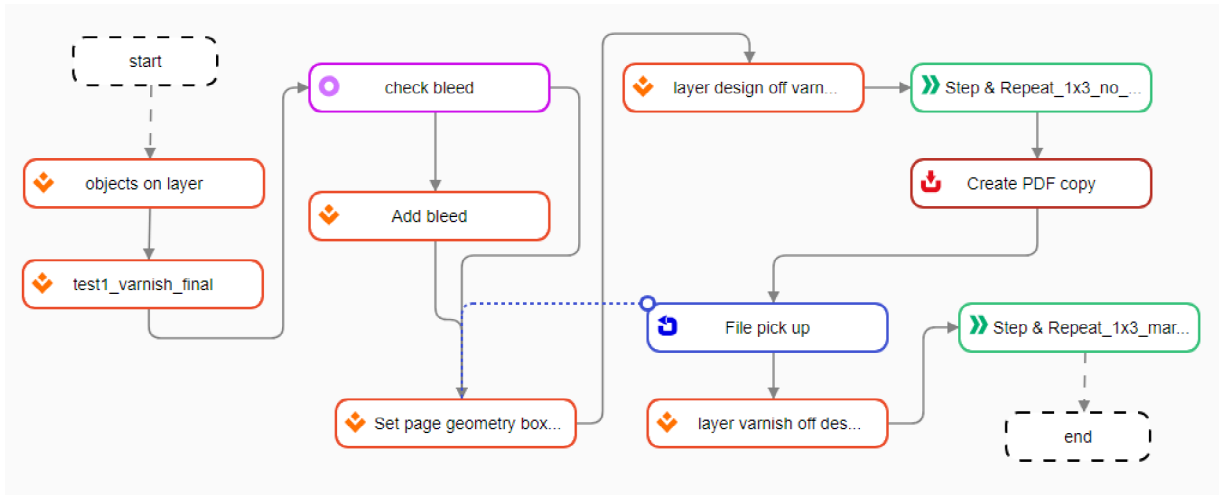 start
objects on layer
test1_varnish_final
check bleed
Add bleed
Set page geometry box...
layer design off varn...
Step & Repeat_1x3_no_...
Create PDF copy
File pick up
layer varnish off des...
Step & Repeat_1x3_mar...
end